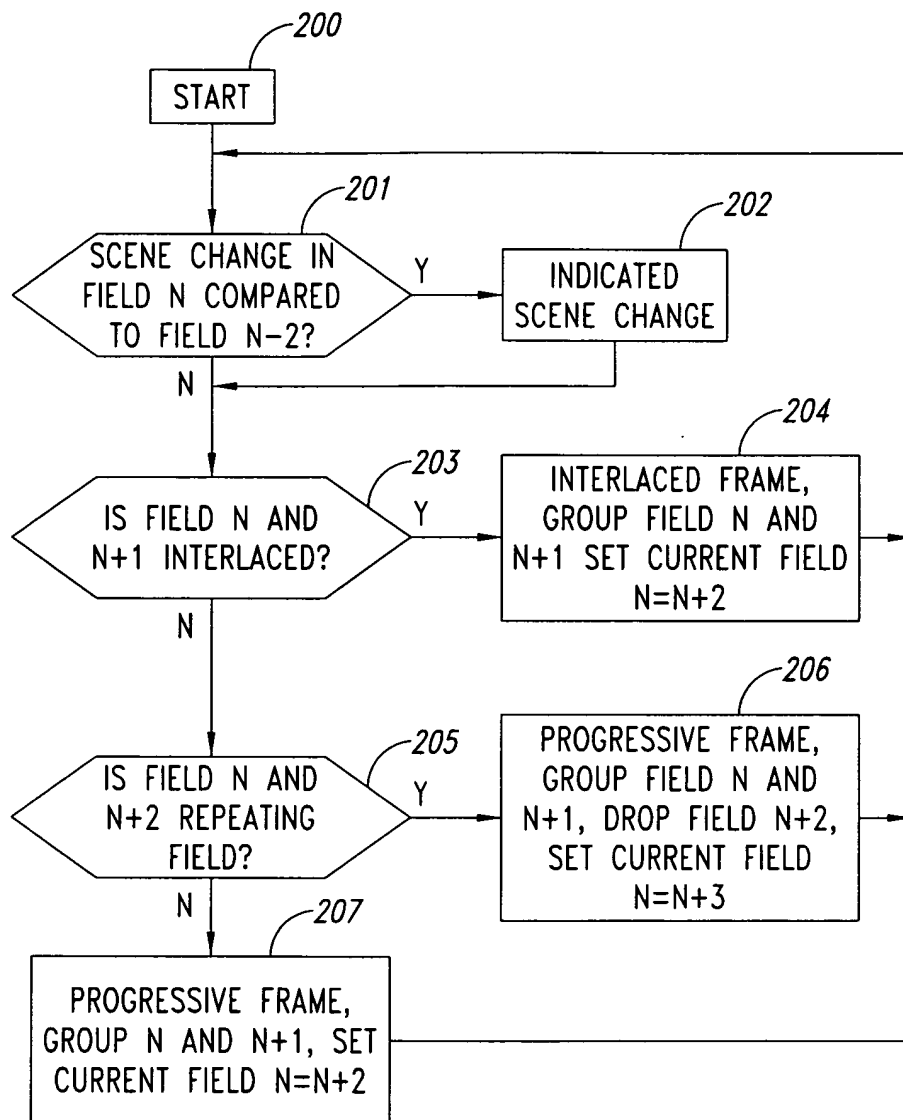 200
START
201
SCENE CHANGE IN
FIELD N COMPARED
TO FIELD N-2?
Y
202
INDICATED
SCENE CHANGE
N
203
IS FIELD N AND
N+1 INTERLACED?
Y
204
INTERLACED FRAME,
GROUP FIELD N AND
N+1 SET CURRENT FIELD
N=N+2
N
205
IS FIELD N AND
N+2 REPEATING
FIELD?
Y
206
PROGRESSIVE FRAME,
GROUP FIELD N AND
N+1, DROP FIELD N+2,
SET CURRENT FIELD
N=N+3
N
207
PROGRESSIVE FRAME,
GROUP N AND N+1, SET
CURRENT FIELD N=N+2